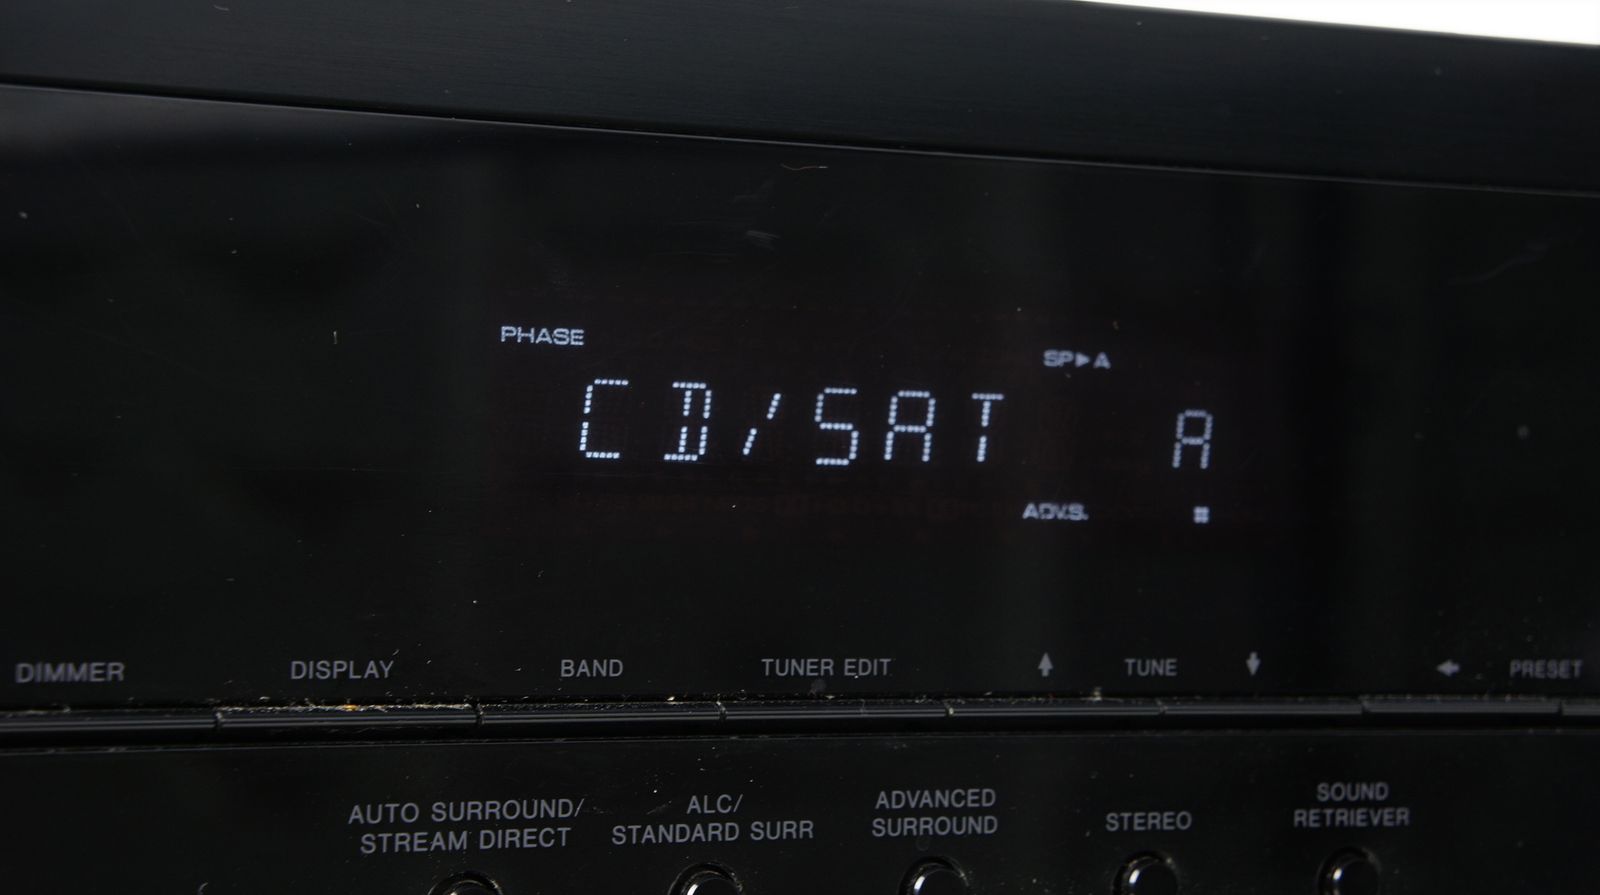 PHASE
SP►A
CD/SAT A
ADV.S.
DIMMER DISPLAY BAND TUNER EDIT ↑ TUNE ↓ ← PRESET
AUTO SURROUND/
STREAM DIRECT
ALC/
STANDARD SURR
ADVANCED
SURROUND
STEREO
SOUND
RETRIEVER